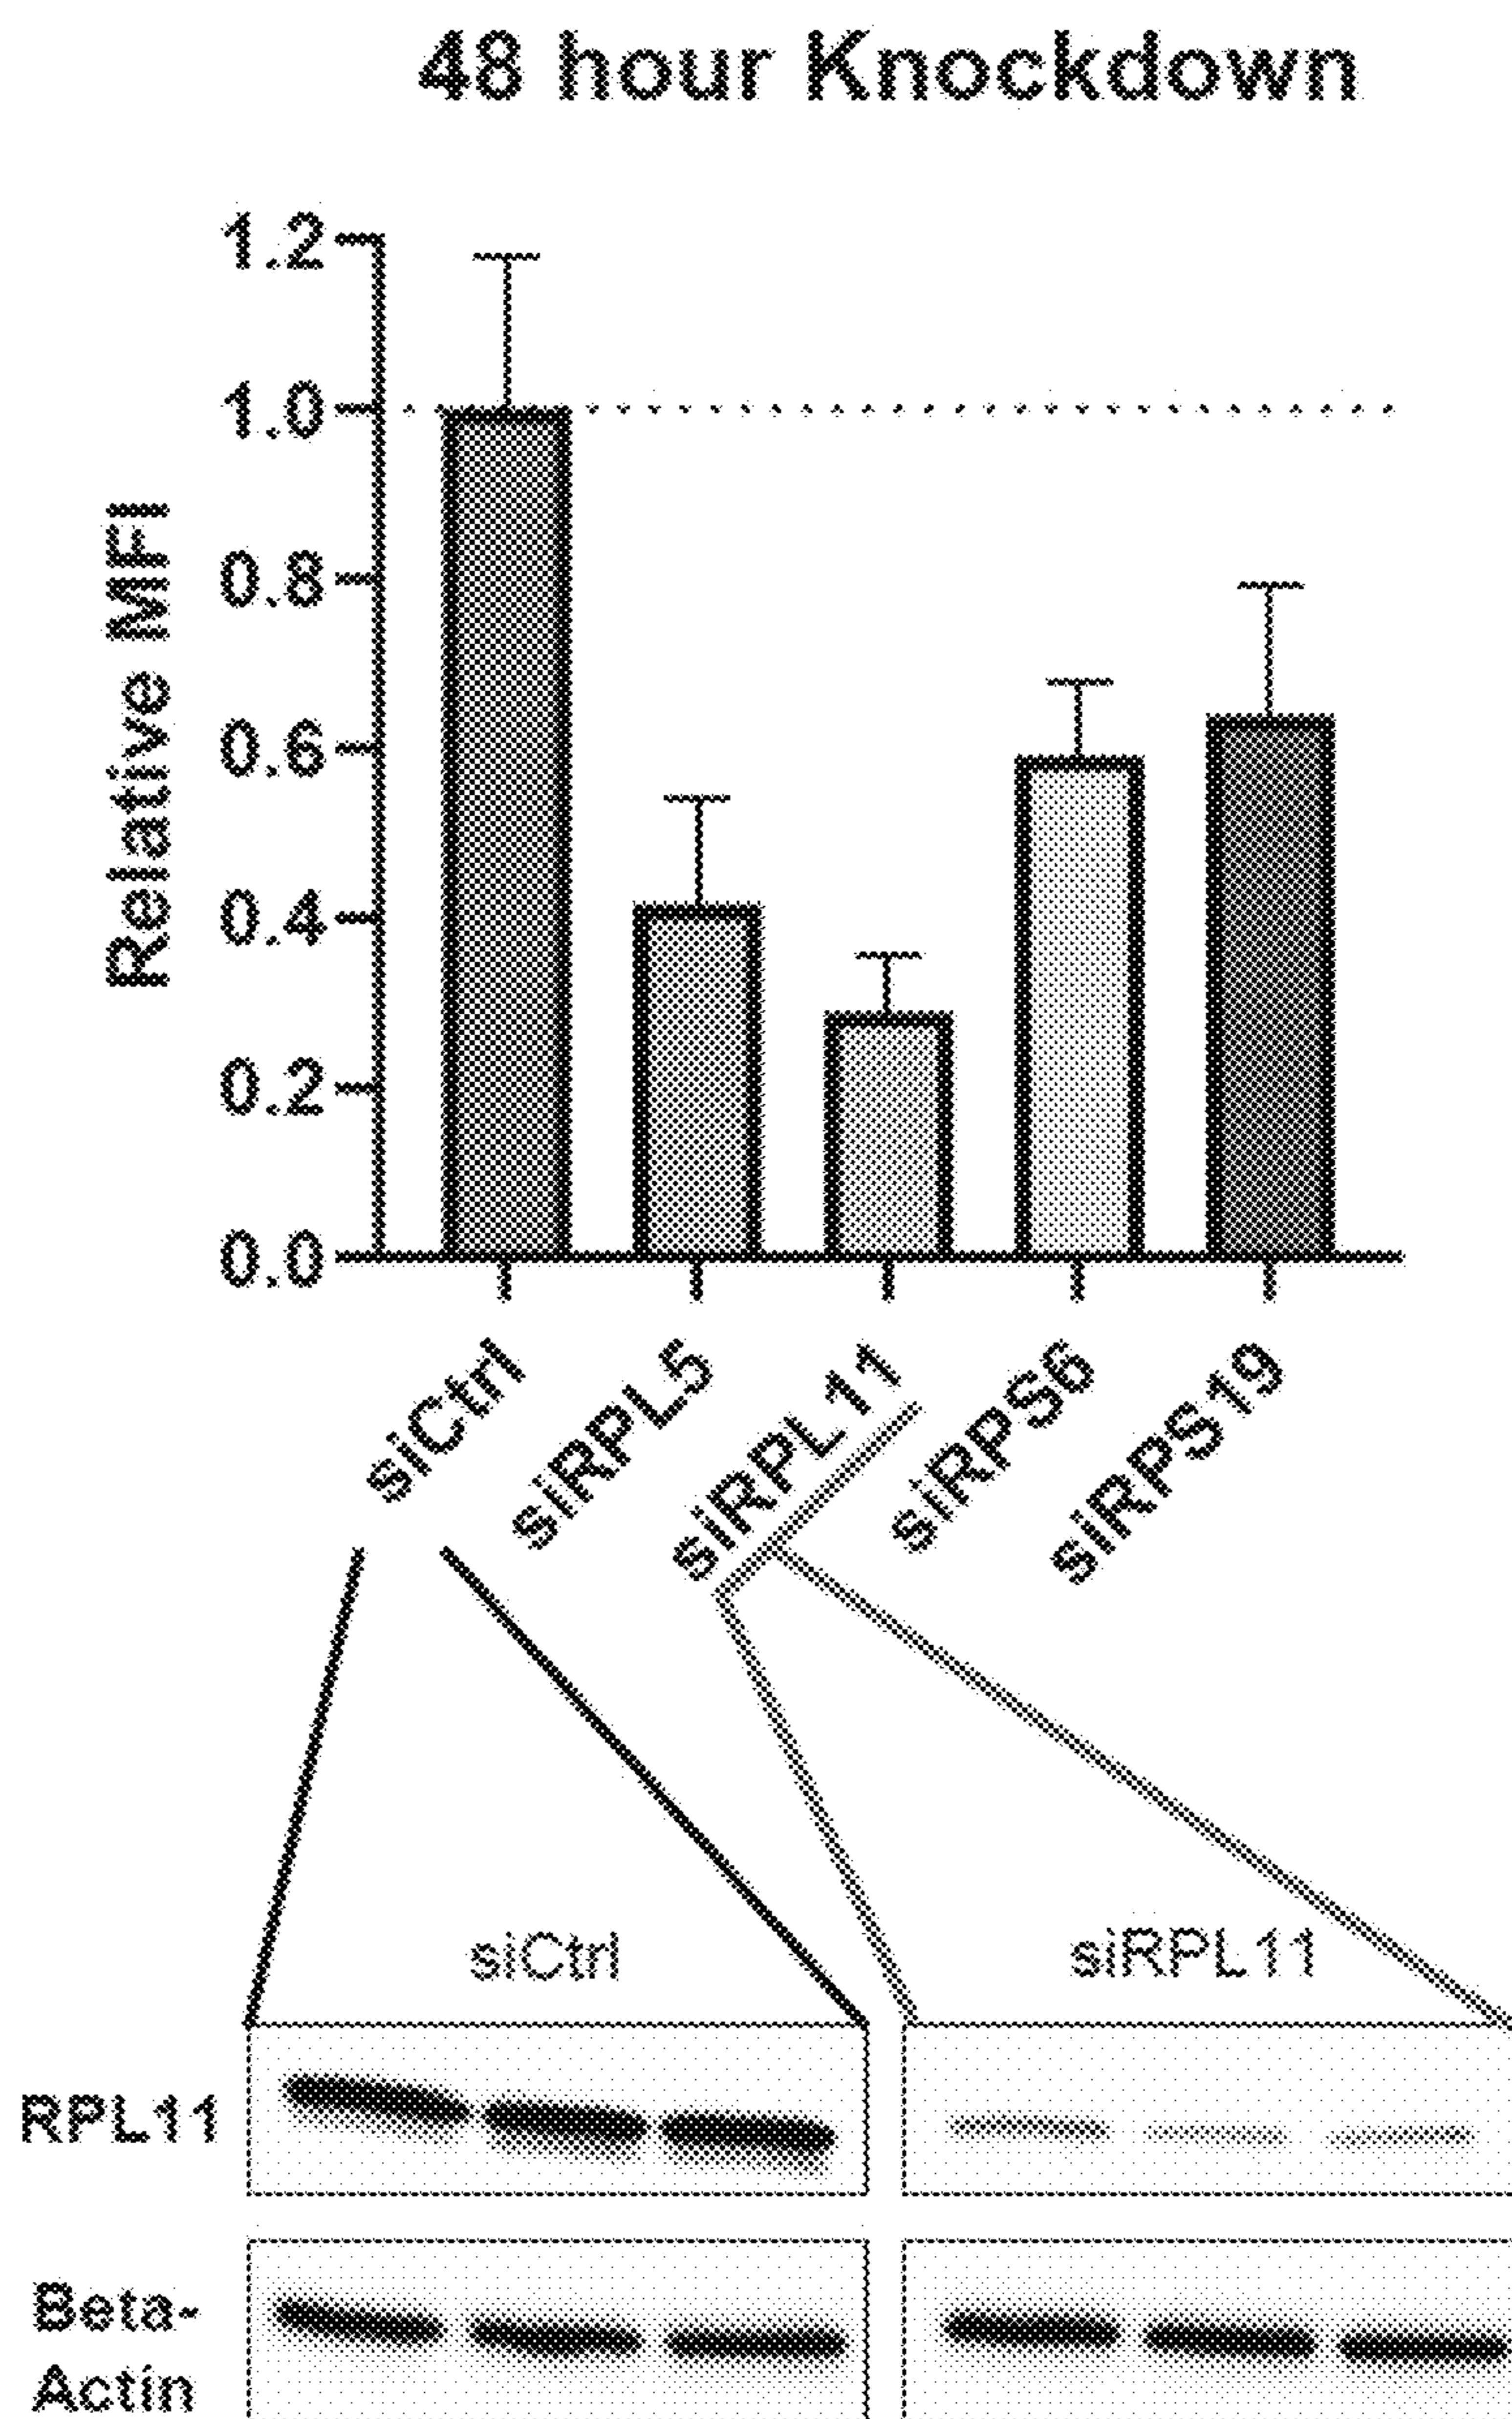 48 hour Knockdown
Relative MFI
1.2
1.0
0.8
0.6
0.4
0.2
0.0
siCtrl
siRPL5
siRPL11
siRPS6
siRPS19
siCtrl
siRPL11
RPL11
Beta-
Actin